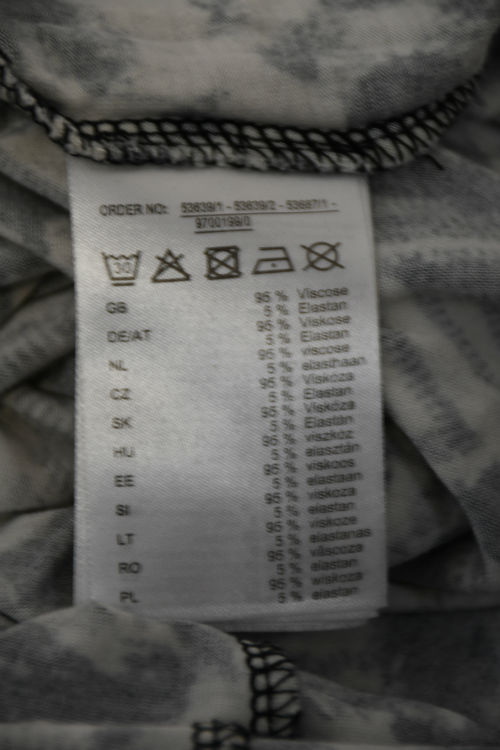 ORDER NO: 53639/1 - 53639/2 - 53687/1 -
9700199/0
30
GB 95 % Viscose
5 % Elastan
DE/AT 95 % Viskose
5 % Elastan
NL 95 % viscose
5 % elasthaan
CZ 95 % Viskóza
5 % Elastan
SK 95 % Viskóza
5 % Elastán
HU 95 % viszkóz
5 % elasztán
EE 95 % viskoos
5 % elastaan
SI 95 % viskoza
5 % elastan
LT 95 % viskozė
5 % elastanas
RO 95 % vâscoza
5 % elastan
PL 95 % wiskoza
5 % elastan